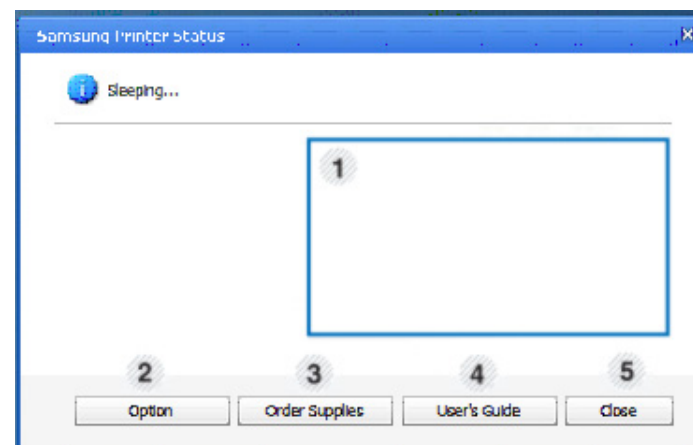 Samsung Printer Status
Sleeping...
1
2 3 4 5
Option Order Supplies User's Guide Close